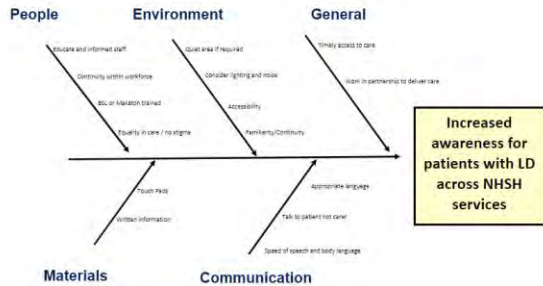 People
Environment
General
Educate and informed staff
Continuity within workforce
BSL or Makaton trained
Equality in care / no stigma
Quiet area if required
Consider lighting and noise
Accessibility
Familiarity/Continuity
Timely access to care
Work in partnership to deliver care
Increased
awareness for
patients with LD
across NHSH
services
Touch Pads
Written information
Appropriate language
Talk to patient not carer
Speed of speech and body language
Materials
Communication